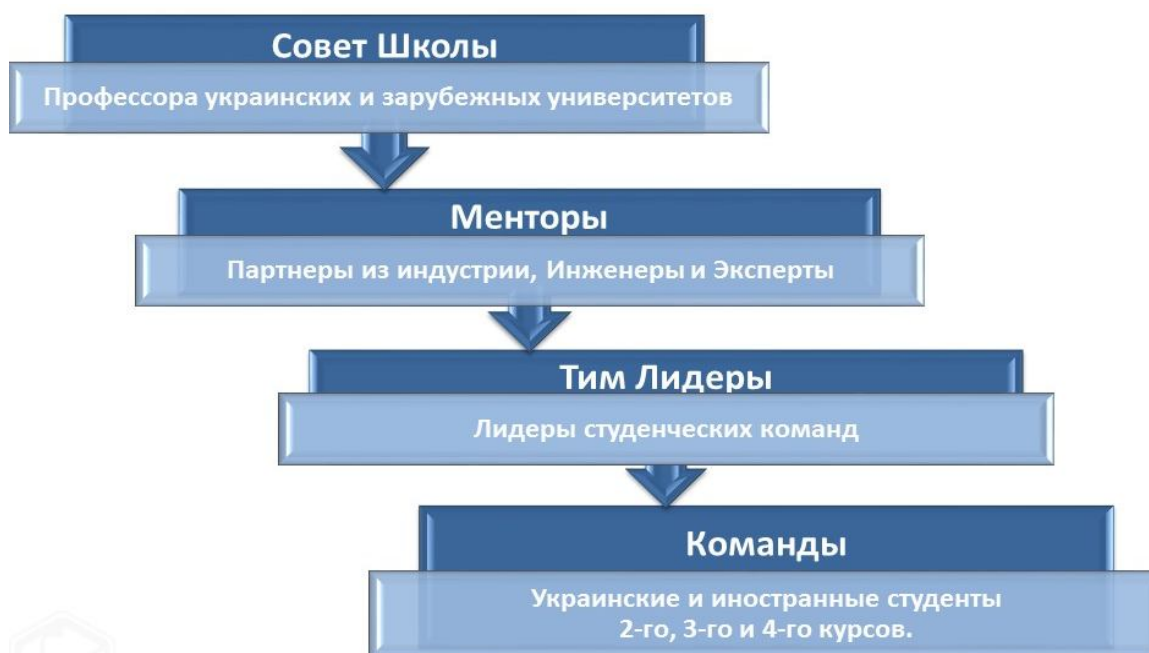 Совет Школы
Профессора украинских и зарубежных университетов
Менторы
Партнеры из индустрии, Инженеры и Эксперты
Тим Лидеры
Лидеры студенческих команд
Команды
Украинские и иностранные студенты
2-го, 3-го и 4-го курсов.